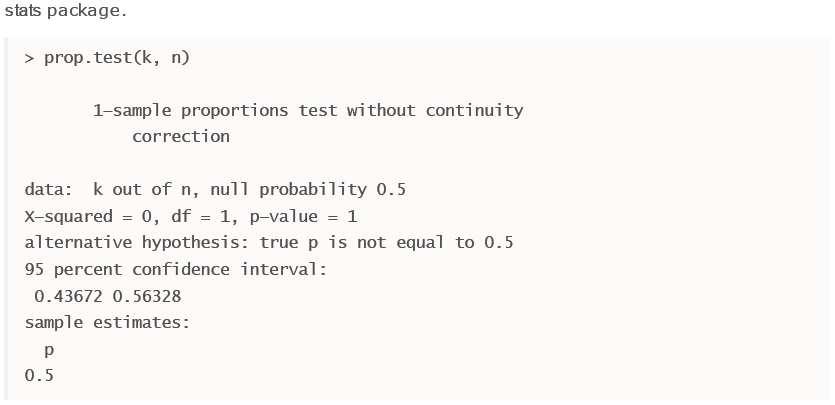 stats package.
> prop.test(k, n)
1–sample proportions test without continuity
correction
data:  k out of n, null probability 0.5
X–squared = 0, df = 1, p–value = 1
alternative hypothesis: true p is not equal to 0.5
95 percent confidence interval:
0.43672 0.56328
sample estimates:
p
0.5